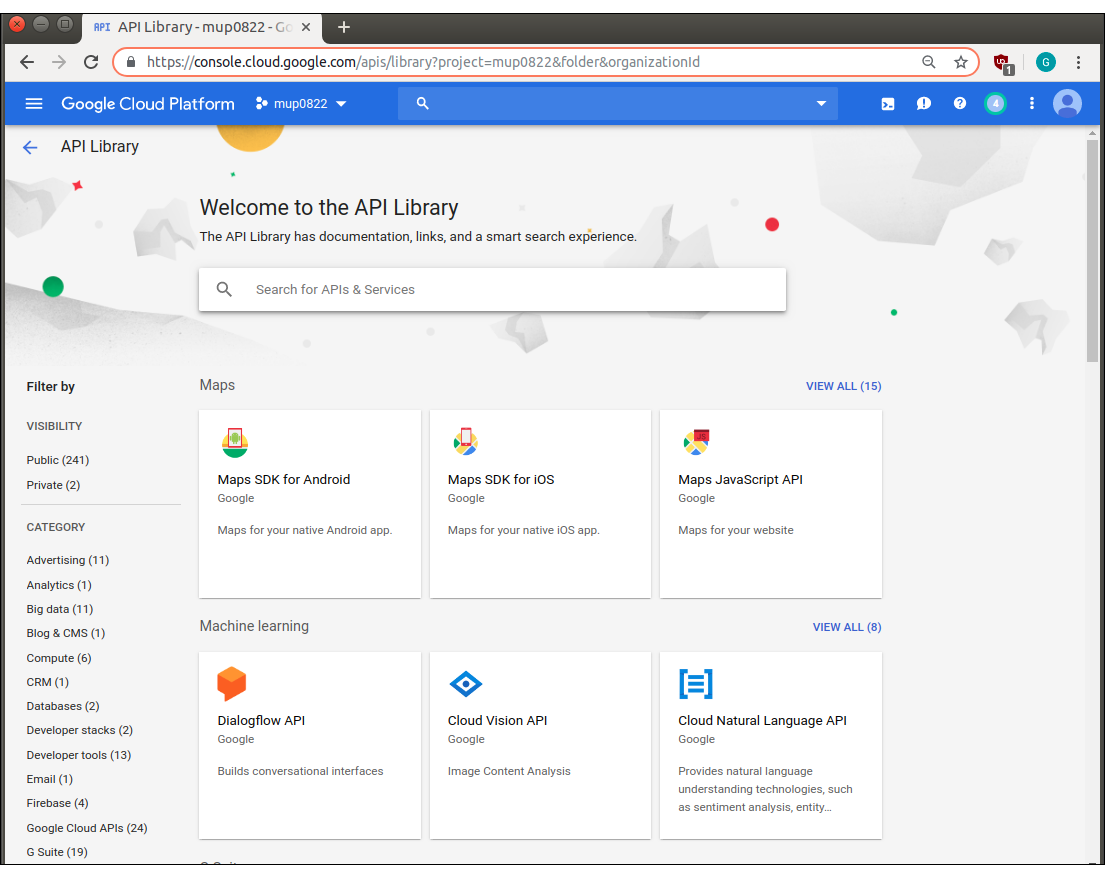 API API Library - mup0822 - Go
https://console.cloud.google.com/apis/library?project=mup0822&folder&organizationId
1
G
Google Cloud Platform
mup0822
4
API Library
Welcome to the API Library
The API Library has documentation, links, and a smart search experience.
Search for APIs & Services
Filter by
VISIBILITY
Public (241)
Private (2)
CATEGORY
Advertising (11)
Analytics (1)
Big data (11)
Blog & CMS (1)
Compute (6)
CRM (1)
Databases (2)
Developer stacks (2)
Developer tools (13)
Email (1)
Firebase (4)
Google Cloud APIs (24)
G Suite (19)
Maps
VIEW ALL (15)
Maps SDK for Android
Google
Maps for your native Android app.
Maps SDK for iOS
Google
Maps for your native iOS app.
JS
Maps JavaScript API
Google
Maps for your website
Machine learning
VIEW ALL (8)
Dialogflow API
Google
Builds conversational interfaces
Cloud Vision API
Google
Image Content Analysis
Cloud Natural Language API
Google
Provides natural language
understanding technologies, such
as sentiment analysis, entity...